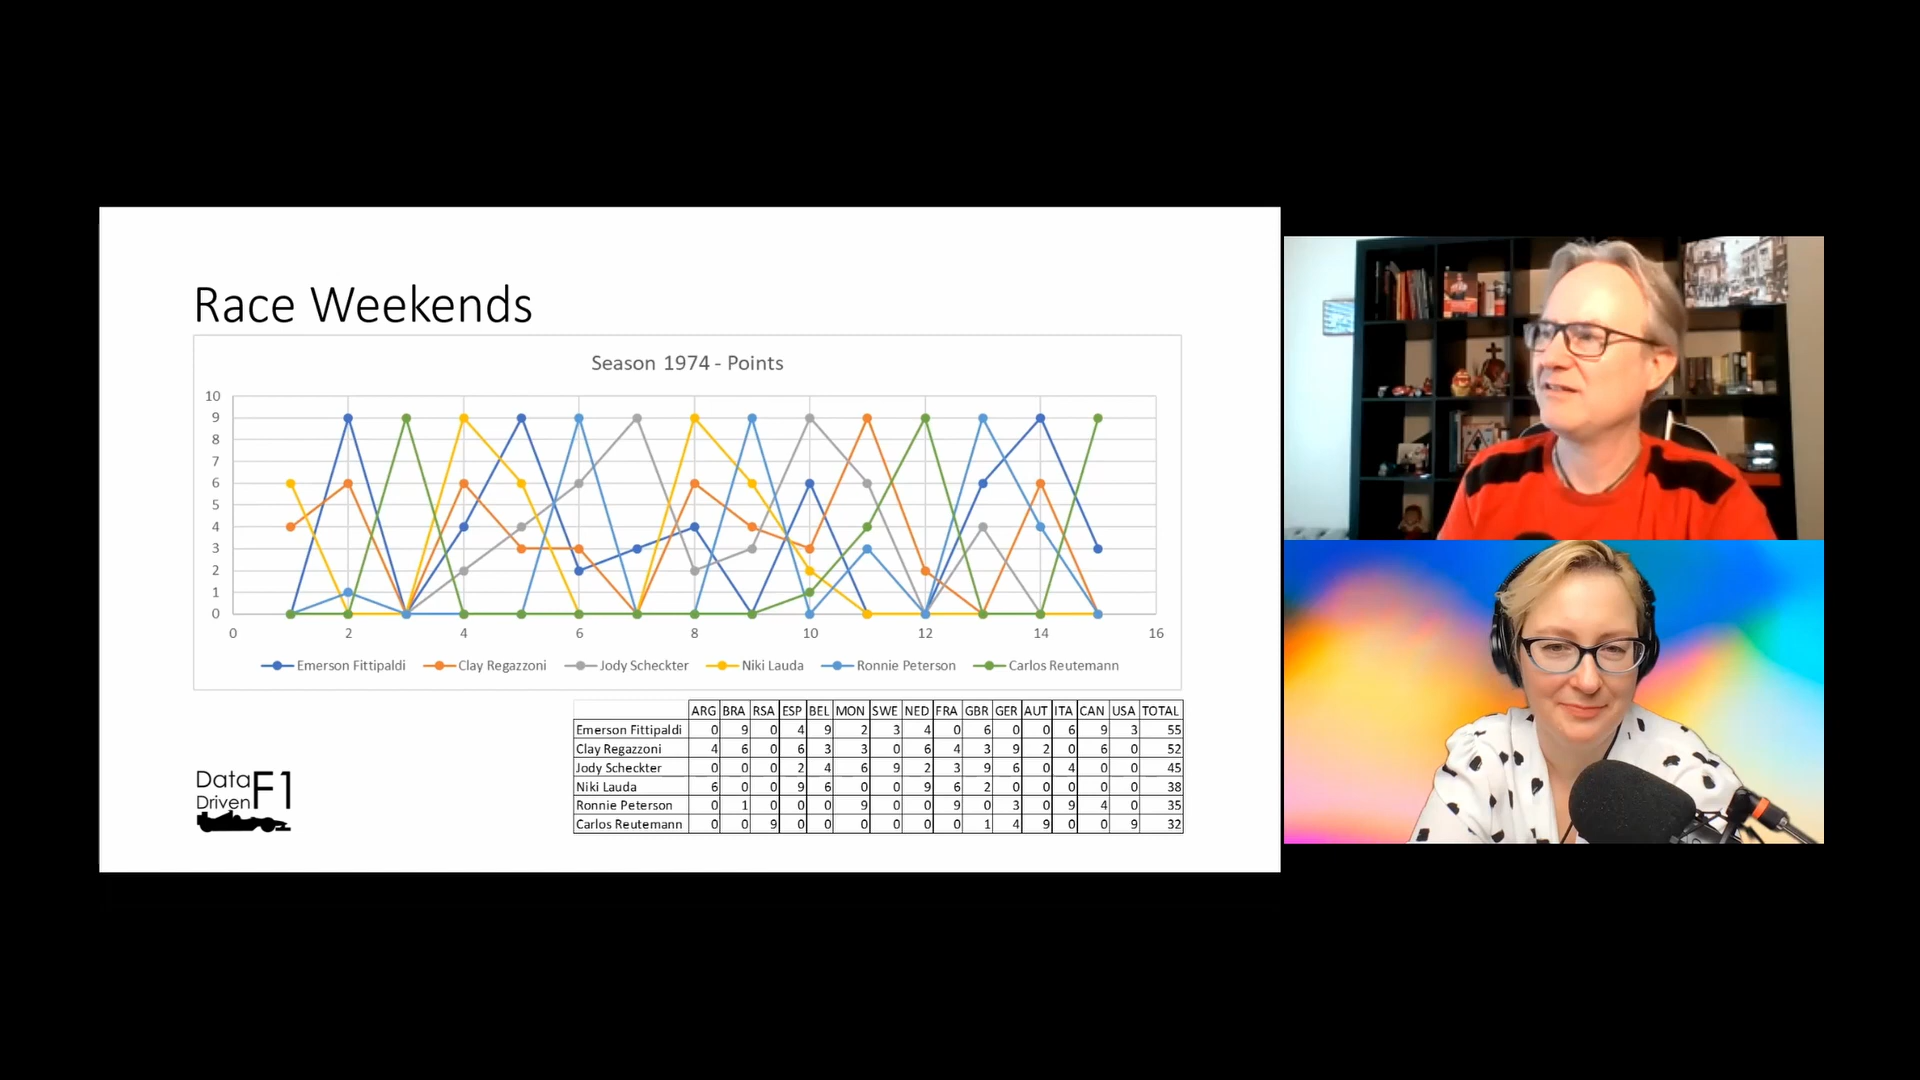 Race Weekends
Season 1974 - Points
10
9
8
7
6
5
4
3
2
1
0
0 2 4 6 8 10 12 14 16
Emerson Fittipaldi Clay Regazzoni Jody Scheckter Niki Lauda Ronnie Peterson Carlos Reutemann
ARG BRA RSA ESP BEL MON SWE NED FRA GBR GER AUT ITA CAN USA TOTAL
Emerson Fittipaldi 0 9 0 4 9 2 3 4 0 6 0 0 6 9 3 55
Clay Regazzoni 4 6 0 6 3 3 0 6 4 3 9 2 0 6 0 52
Jody Scheckter 0 0 0 2 4 6 9 2 3 9 6 0 4 0 0 45
Niki Lauda 6 0 0 9 6 0 0 9 6 2 0 0 0 0 0 38
Ronnie Peterson 0 1 0 0 0 9 0 0 9 0 3 0 9 4 0 35
Carlos Reutemann 0 0 9 0 0 0 0 0 0 1 4 9 0 0 9 32
Data
Driven F1